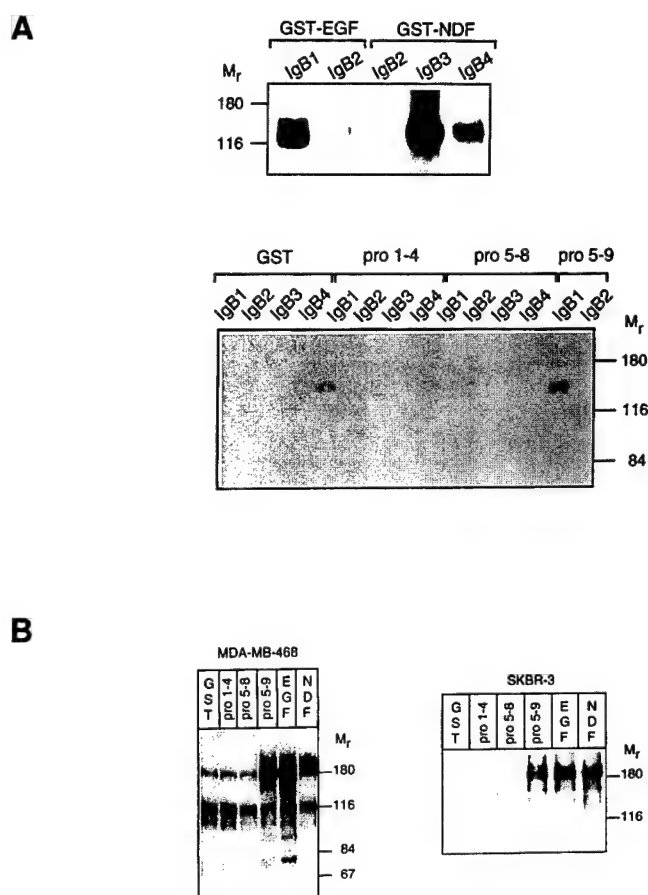 A
GST-EGF GST-NDF
IgB1 IgB2 IgB2 IgB3 IgB4
Mr
180
116
GST pro 1-4 pro 5-8 pro 5-9
IgB1 IgB2 IgB3 IgB4 IgB1 IgB2 IgB3 IgB4 IgB1 IgB2 IgB3 IgB4 IgB1 IgB2
Mr
180
116
84
B
MDA-MB-468
GST pro 1-4 pro 5-8 pro 5-9 EGF NDF
Mr
180
116
84
67
SKBR-3
GST pro 1-4 pro 5-8 pro 5-9 EGF NDF
Mr
180
116